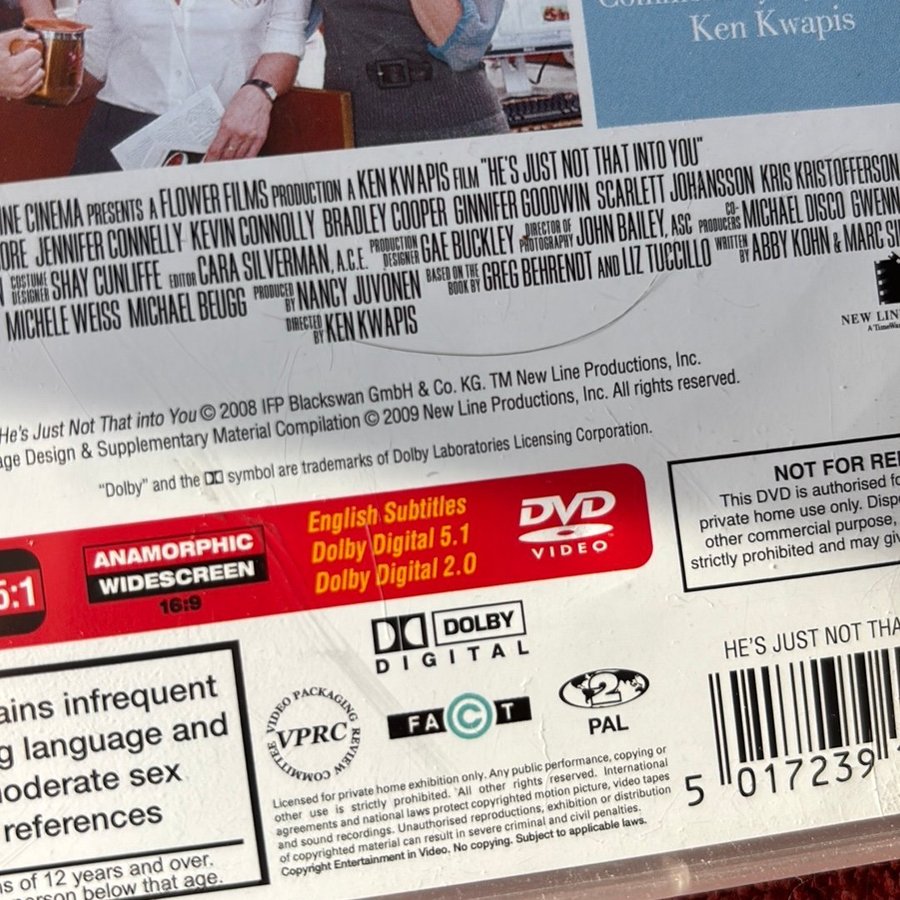 Ken Kwapis
INE CINEMA PRESENTS A FLOWER FILMS PRODUCTION A KEN KWAPIS FILM "HE'S JUST NOT THAT INTO YOU"
ORE JENNIFER CONNELLY KEVIN CONNOLLY BRADLEY COOPER GINNIFER GOODWIN SCARLETT JOHANSSON KRIS KRISTOFFERSON
COSTUME DESIGNER SHAY CUNLIFFE EDITOR CARA SILVERMAN, A.C.E. PRODUCTION DESIGNER GAE BUCKLEY DIRECTOR OF PHOTOGRAPHY JOHN BAILEY, ASC CO-PRODUCERS MICHAEL DISCO GWENN
MICHELE WEISS MICHAEL BEUGG PRODUCED BY NANCY JUVONEN BASED ON THE BOOK BY GREG BEHRENDT AND LIZ TUCCILLO WRITTEN BY ABBY KOHN & MARC SI
DIRECTED BY KEN KWAPIS
NEW LIN
A TimeWar
He's Just Not That into You © 2008 IFP Blackswan GmbH & Co. KG. TM New Line Productions, Inc.
age Design & Supplementary Material Compilation © 2009 New Line Productions, Inc. All rights reserved.
"Dolby" and the symbol are trademarks of Dolby Laboratories Licensing Corporation.
5:1
ANAMORPHIC
WIDESCREEN
16:9
English Subtitles
Dolby Digital 5.1
Dolby Digital 2.0
DVD
VIDEO
NOT FOR RE
This DVD is authorised fo
private home use only. Disp
other commercial purpose,
strictly prohibited and may giv
DOLBY
DIGITAL
ains infrequent
g language and
moderate sex
references
ns of 12 years and over.
erson below that age.
VIDEO PACKAGING REVIEW COMMITTEE
VPRC
FACT
2
PAL
Licensed for private home exhibition only. Any public performance, copying or
other use is strictly prohibited. All other rights reserved. International
agreements and national laws protect copyrighted motion picture, video tapes
and sound recordings. Unauthorised reproductions, exhibition or distribution
of copyrighted material can result in severe criminal and civil penalties.
Copyright Entertainment in Video. No copying. Subject to applicable laws.
HE'S JUST NOT THA
5 017239